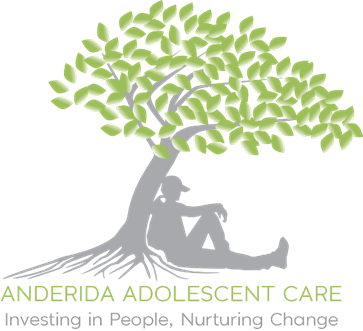 ANDERIDA ADOLESCENT CARE
Investing in People, Nurturing Change